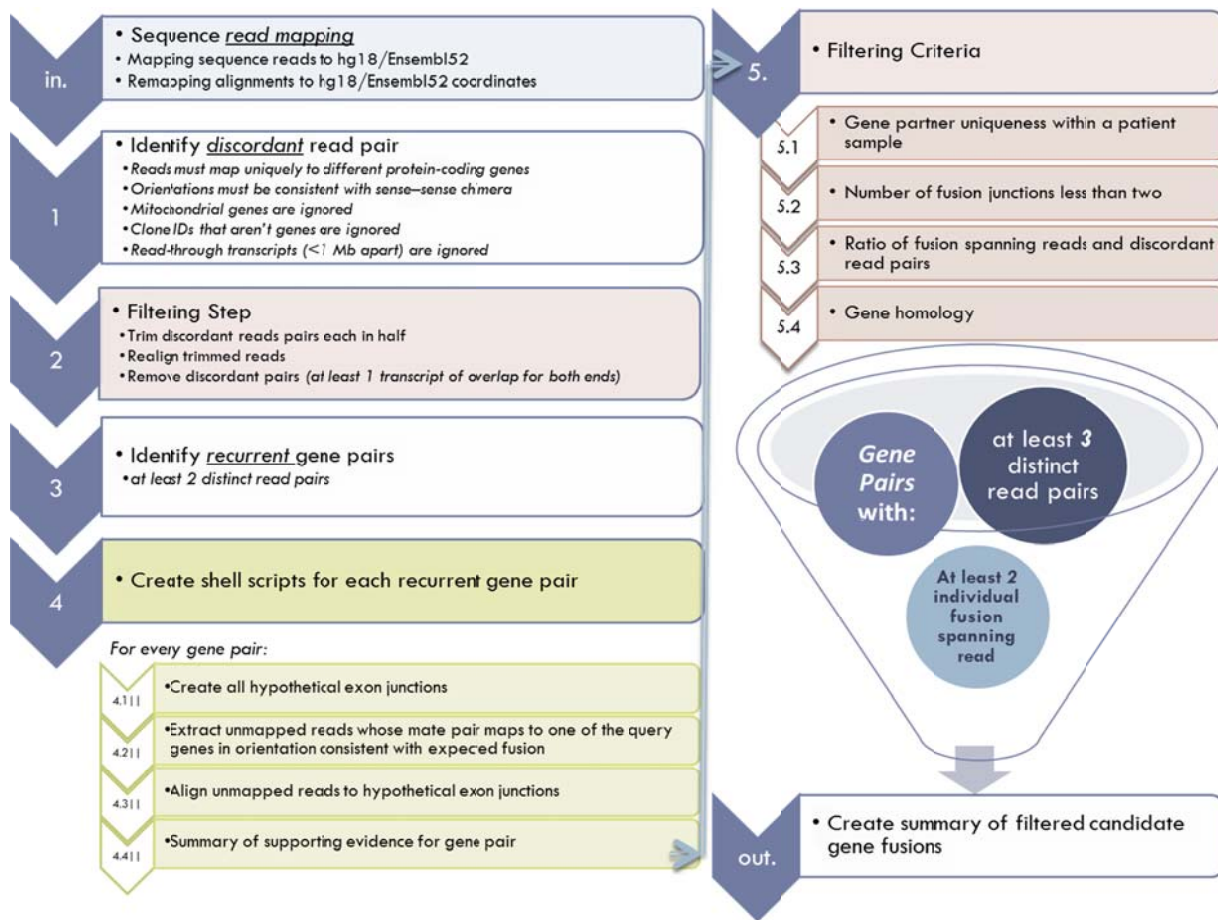 in.
• Sequence read mapping
• Mapping sequence reads to hg18/Ensembl52
• Remapping alignments to hg18/Ensembl52 coordinates
1
• Identify discordant read pair
•Reads must map uniquely to different protein-coding genes
•Orientations must be consistent with sense–sense chimera
•Mitochondrial genes are ignored
•Clone IDs that aren't genes are ignored
•Read-through transcripts (<1 Mb apart) are ignored
2
• Filtering Step
•Trim discordant reads pairs each in half
•Realign trimmed reads
•Remove discordant pairs (at least 1 transcript of overlap for both ends)
3
• Identify recurrent gene pairs
•at least 2 distinct read pairs
4
• Create shell scripts for each recurrent gene pair
For every gene pair:
4.1||
•Create all hypothetical exon junctions
4.2||
•Extract unmapped reads whose mate pair maps to one of the query
genes in orientation consistent with expeced fusion
4.3||
•Align unmapped reads to hypothetical exon junctions
4.4||
•Summary of supporting evidence for gene pair
5.
• Filtering Criteria
5.1
• Gene partner uniqueness within a patient
sample
5.2
• Number of fusion junctions less than two
5.3
• Ratio of fusion spanning reads and discordant
read pairs
5.4
• Gene homology
Gene
Pairs
with:
at least 3
distinct
read pairs
At least 2
individual
fusion
spanning
read
out.
• Create summary of filtered candidate
gene fusions